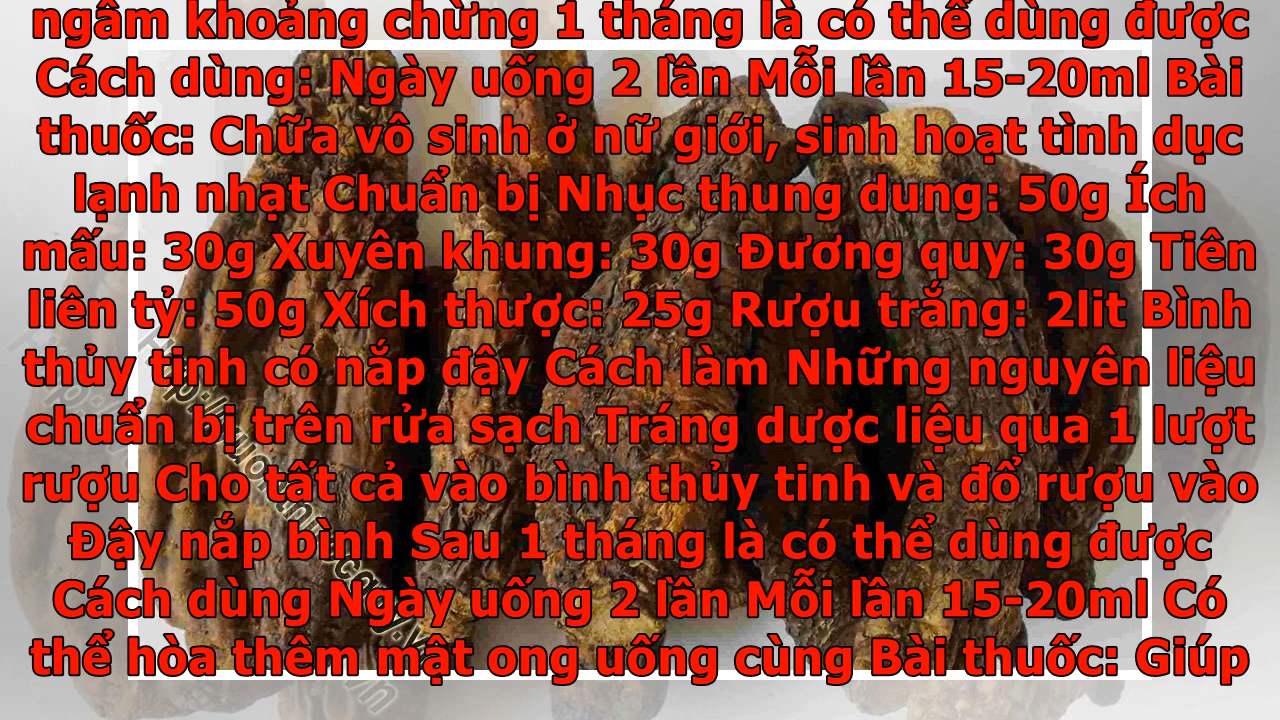 ngâm khoảng chừng 1 tháng là có thể dùng được
Cách dùng: Ngày uống 2 lần Mỗi lần 15-20ml Bài
thuốc: Chữa vô sinh ở nữ giới, sinh hoạt tình dục
lạnh nhạt Chuẩn bị Nhục thung dung: 50g Ích
mấu: 30g Xuyên khung: 30g Đương quy: 30g Tiên
liên tỷ: 50g Xích thược: 25g Rượu trắng: 2lit Bình
thủy tinh có nắp đậy Cách làm Những nguyên liệu
chuẩn bị trên rửa sạch Tráng dược liệu qua 1 lượt
rượu Cho tất cả vào bình thủy tinh và đổ rượu vào
Đậy nắp bình Sau 1 tháng là có thể dùng được
Cách dùng Ngày uống 2 lần Mỗi lần 15-20ml Có
thể hòa thêm mật ong uống cùng Bài thuốc: Giúp